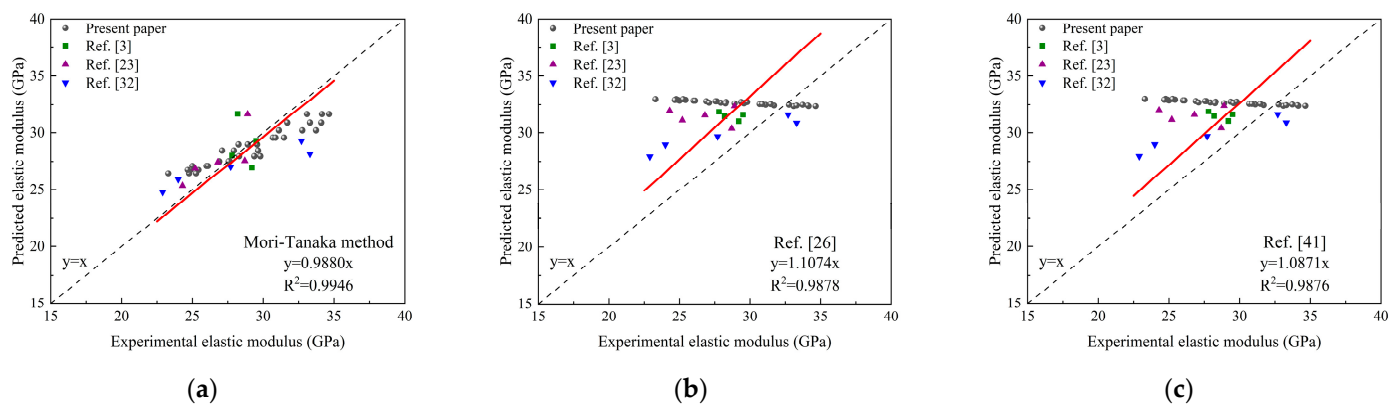 Predicted elastic modulus (GPa)
40
35
30
25
20
15
Present paper
Ref. [3]
Ref. [23]
Ref. [32]
y=x
Mori-Tanaka method
y=0.9880x
R²=0.9946
15 20 25 30 35 40
Experimental elastic modulus (GPa)
(a)
Predicted elastic modulus (GPa)
40
35
30
25
20
15
Present paper
Ref. [3]
Ref. [23]
Ref. [32]
y=x
Ref. [26]
y=1.1074x
R²=0.9878
15 20 25 30 35 40
Experimental elastic modulus (GPa)
(b)
Predicted elastic modulus (GPa)
40
35
30
25
20
15
Present paper
Ref. [3]
Ref. [23]
Ref. [32]
y=x
Ref. [41]
y=1.0871x
R²=0.9876
15 20 25 30 35 40
Experimental elastic modulus (GPa)
(c)